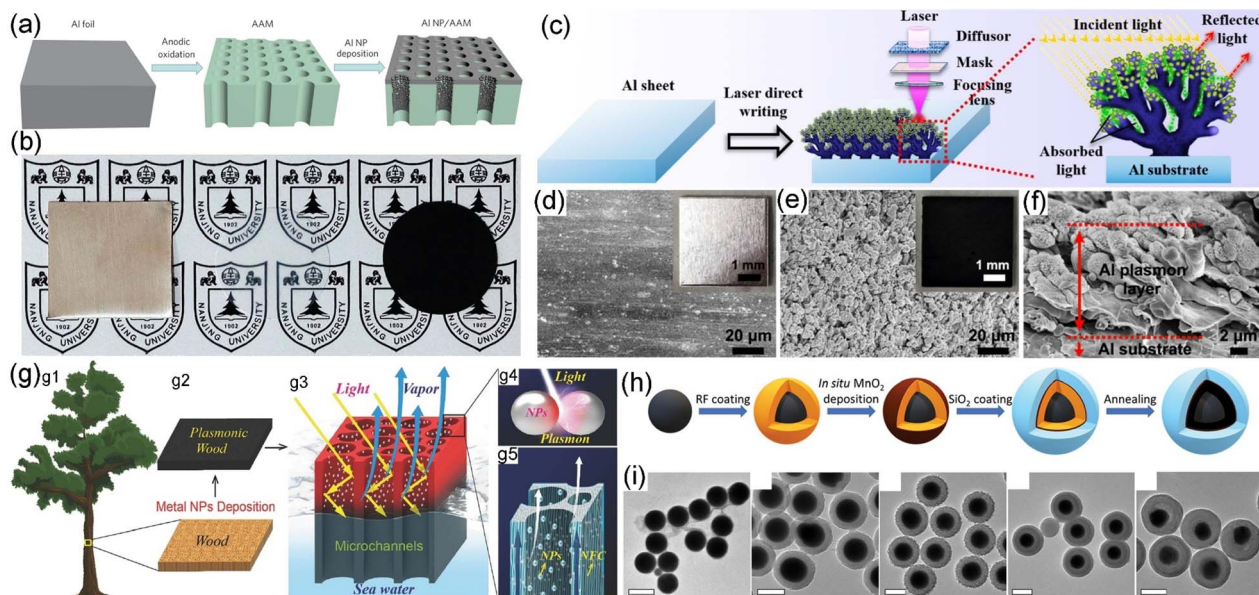 (a)
Al foil
Anodic
oxidation
AAM
Al NP
deposition
Al NP/AAM
(b)
NANJING UNIVERSITY
1902
NANJING UNIVERSITY
1902
(c)
Al sheet
Laser direct
writing
Laser
Diffusor
Mask
Focusing
lens
Incident light
Reflected
light
Absorbed
light
Al substrate
(d)
1 mm
20 µm
(e)
1 mm
20 µm
(f)
Al plasmon
layer
Al substrate
2 µm
(g)
g1
g2
Plasmonic
Wood
Metal NPs Deposition
Wood
g3
Light
Vapor
Microchannels
Sea water
g4
Light
NPs
Plasmon
g5
NPs
NFC
(h)
RF coating
In situ MnO2
deposition
SiO2 coating
Annealing
(i)